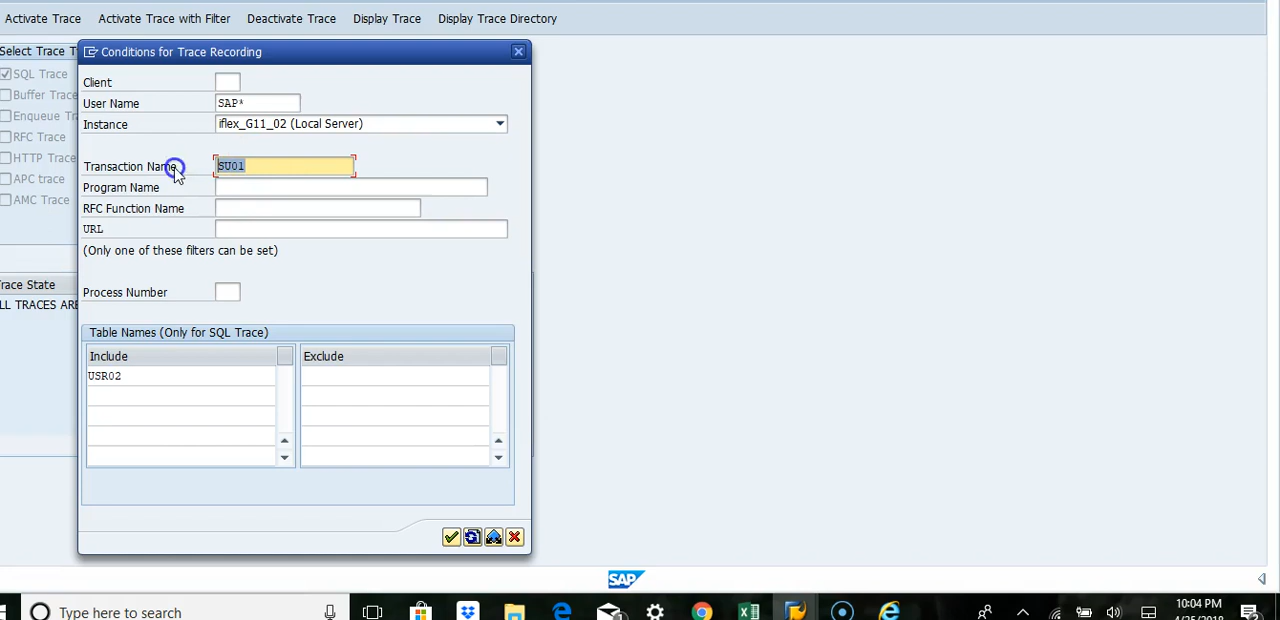 Activate Trace Activate Trace with Filter Deactivate Trace Display Trace Display Trace Directory
Select Trace T
Conditions for Trace Recording
SQL Trace
Buffer Trace
Enqueue Tr
RFC Trace
HTTP Trace
APC trace
AMC Trace
Client
User Name SAP*
Instance iflex_G11_02 (Local Server)
Transaction Name SU01
Program Name
RFC Function Name
URL
(Only one of these filters can be set)
Process Number
race State
LL TRACES ARE
Table Names (Only for SQL Trace)
Include Exclude
USR02
SAP
Type here to search
10:04 PM
4/25/2018